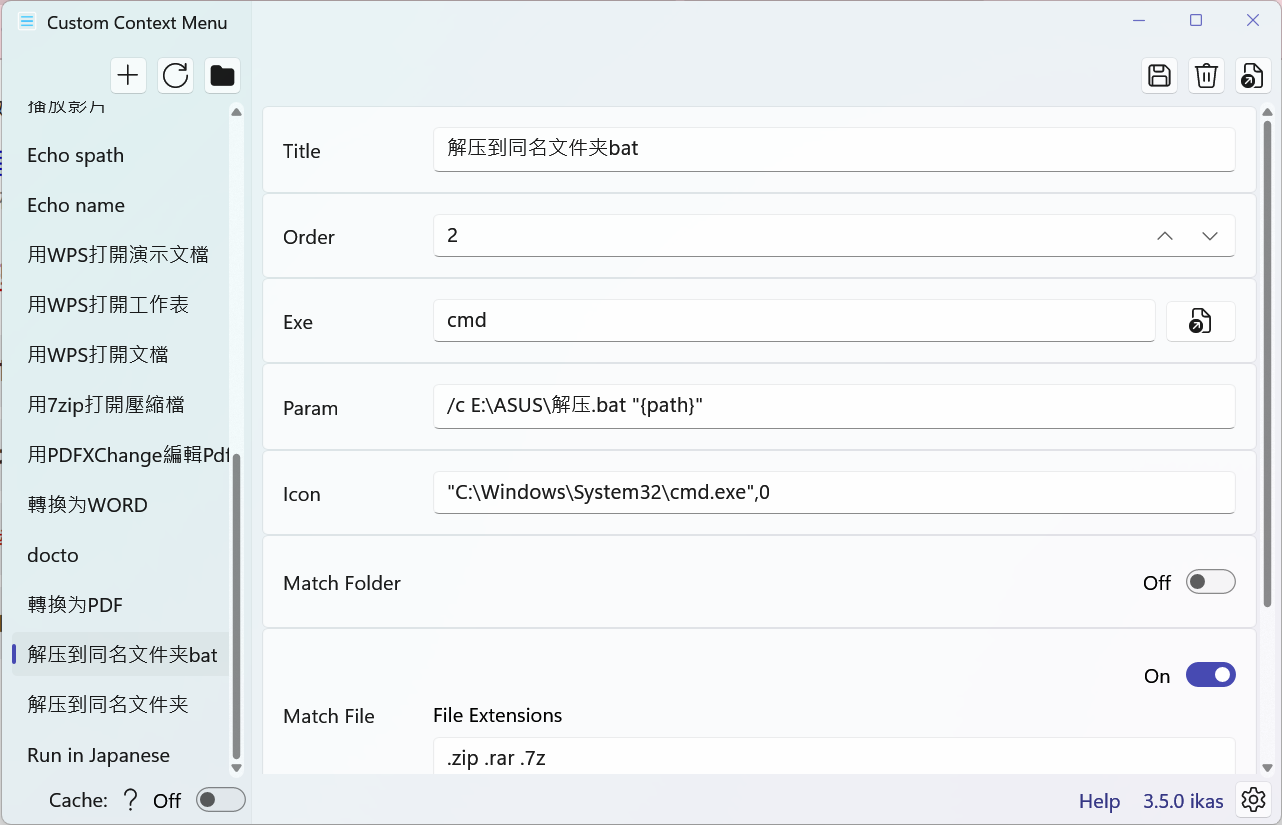 Custom Context Menu
播放影片
Echo spath
Echo name
用WPS打開演示文檔
用WPS打開工作表
用WPS打開文檔
用7zip打開壓縮檔
用PDFXChange編輯Pdf
轉換为WORD
docto
轉換为PDF
解压到同名文件夹bat
解压到同名文件夹
Run in Japanese
Cache: ? Off
Title 解压到同名文件夹bat
Order 2
Exe cmd
Param /c E:\ASUS\解压.bat "{path}"
Icon "C:\Windows\System32\cmd.exe",0
Match Folder Off
On
Match File File Extensions
.zip .rar .7z
Help 3.5.0 ikas